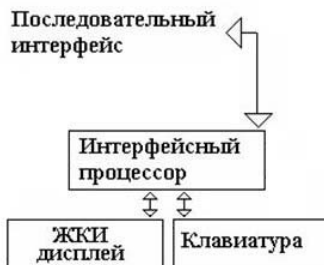 Последовательный
интерфейс
Интерфейсный
процессор
ЖКИ
дисплей
Клавиатура